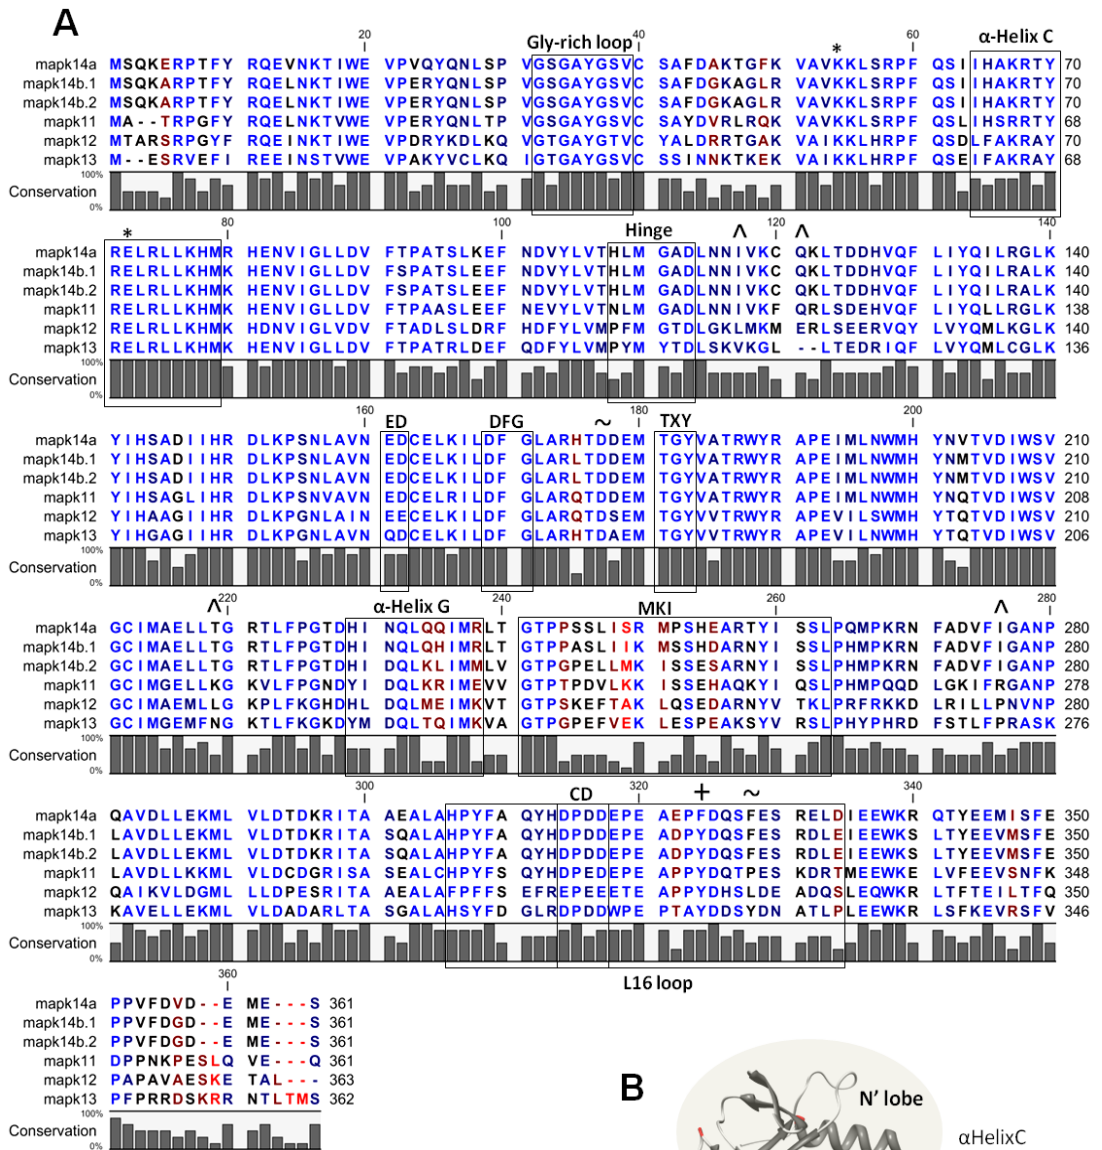 A
20 40 60
Gly-rich loop * α-Helix C
mapk14a MSQKERPTFY RQEVNKTIWE VPVQYQNLSP VGSGAYGSVC SAFDAKTGFK VAVKKLSRPF QSIIHAKRTY 70
mapk14b.1 MSQKARPTFY RQELNKTIWE VPERYQNLSP VGSGAYGSVC SAFDGKAGLR VAVKKLSRPF QSIIHAKRTY 70
mapk14b.2 MSQKARPTFY RQELNKTIWE VPERYQNLSP VGSGAYGSVC SAFDGKAGLR VAVKKLSRPF QSIIHSRRTY 70
mapk11 M--TRPGFY RQELNKTVWE VPERYQNLTP VGSGAYGSVC SAYDVRLRQK VAVKKLSRPF QSLIHSRRTY 68
mapk12 MTARSRPGYF RQEINKTVWE VPDRYKDLKQ IGTGAYGTVC YALDRRTGAK VAIKKLHRPF QSDLFSRRAY 70
mapk13 M--ESRVEFI REEINSTVWE VPAKYVCLKQ IGTGAYGSVC SSINNKTKEK VAIKKLHRPF QSEIFAKRAY 68
100%
Conservation
0%
80 100 120 140
* Hinge ^ ^
mapk14a RELRLLKHMR HENVIGLLDV FTPATSLKEF NDVYLVTHLM GADLNNIVKC QKLTDDHVQF LIYQILRGLK 140
mapk14b.1 RELRLLKHMK HENVIGLLDV FSPATSLEEF NDVYLVTHLM GADLNNIVKC QKLTDDHVQF LIYQILRALK 140
mapk14b.2 RELRLLKHMK HENVIGLLDV FSPATSLEEF NDVYLVTHLM GADLNNIVKC QKLTDDHVQF LIYQILRALK 140
mapk11 RELRLLKHMK HENVIGLLDV FTPAASLEEF NEVYLVTNLM GADLNNIVKF QRLSDEHVQF LIYQLLRGLK 138
mapk12 RELRLLKHMK HDNVIGLVDV FTADLSLDRF HDFYLVMPFM GTDLGKLMKM ERLSEERVQY LVYQMLKGLK 140
mapk13 RELRLLKHMK HENVIGLLDV FTPATRLDEF QDFYLVMPYM YTDLSKVKGL --LTEDRIQF LVYQMLCGLK 136
100%
Conservation
0%
160 180 200
ED DFG ~ TXY
mapk14a YIHSADIIHR DLKPSNLAVN EDCELKILDF GLARHTDDEM TGYVATRWYR APEIMLNWMH YNVTVDIWSV 210
mapk14b.1 YIHSADIIHR DLKPSNLAVN EDCELKILDF GLARLTDDEM TGYVATRWYR APEIMLNWMH YNMTVDIWSV 210
mapk14b.2 YIHSADIIHR DLKPSNLAVN EDCELKILDF GLARLTDDEM TGYVATRWYR APEIMLNWMH YNMTVDIWSV 210
mapk11 YIHSAGLIHR DLKPSNVAVN EDCELRILDF GLARQTDDEM TGYVATRWYR APEIMLNWMH YNQTVDIWSV 208
mapk12 YIHAAGIIHR DLKPGNLAIN EECELKILDF GLARQTDSEM TGYVVTRWYR APEVILSWMH YTQTVDIWSV 210
mapk13 YIHGAGIIHR DLKPGNLAVN QDCELKILDF GLARHTDAEM TGYVVTRWYR APEVILNWMH YTQTVDIWSV 206
100%
Conservation
0%
^ 220 240 260 ^ 280
α-Helix G MKI
mapk14a GCIMAELLTG RTLFPGTDHI NQLQQIMRLT GTPPSSLISR MPSHEARTYI SSLPQMPKRN FADVFIGANP 280
mapk14b.1 GCIMAELLTG RTLFPGTDHI NQLQHIMRLT GTPPASLIIK MSSHDARNYI SSLPHMPKRN FADVFIGANP 280
mapk14b.2 GCIMAELLTG RTLFPGTDHI NQLKLIMMLV GTPGPELLMK ISSESARNYI SSLPHMPKRN FADVFIGANP 280
mapk11 GCIMGELLKG KVLFPGNDYI DQLKRIMEVV GTPTPDVLKK ISSEHAQKYI QSLPHMPQQD LGKIFRGANP 278
mapk12 GCIMAEMLLG KPLFKGHDHL DQLMEIMKVT GTPSKEFTAK LQSEDARNYV TKLPRFRKKD LRILLPNVNP 280
mapk13 GCIMGEMFNG KTLFKGKDYM DQLTQIMKVA GTPGPEFVEK LESPEAKSYV RSLPHYPHRD FSTLFPRASK 276
100%
Conservation
0%
300 320 340
CD + ~
mapk14a QAVDLLEKML VLDTDKRITA AEALAHPYFA QYHDPDDEPE AEPFDQSFES RELDIEEWKR QTYEEMISFE 350
mapk14b.1 LAVDLLEKML VLDTDKRITA SQALAHPYFA QYHDPDDEPE ADPYDQSFES RDLEIEEWKS LTYEEVMSFE 350
mapk14b.2 LAVDLLEKML VLDTDKRITA SQALAHPYFA QYHDPDDEPE ADPYDQSFES RDLEIEEWKS LTYEEVMSFE 350
mapk11 LAVDLLKKML VLDCDGRISA SEALCHPYFS QYHDPDDEPE APPYDQTPES KDRTMEEWKE LVFEEVSNFK 348
mapk12 QAIKVLDGML LLDPESRITA AEALAFPFFS EFREPEEETE APPYDHSLDE ADQSLEQWKR LTFTEILTFQ 350
mapk13 KAVELLEKML VLDADARLTA SGALAHSYFD GLRDPDDWPE PTAYDDSYDN ATLPLEEWKR LSFKEVRSFV 346
100%
Conservation
0%
L16 loop
360
mapk14a PPVFDVD--E ME---S 361
mapk14b.1 PPVFDGD--E ME---S 361
mapk14b.2 PPVFDGD--E ME---S 361
mapk11 DPPNKPESLQ VE---Q 361
mapk12 PAPAVAESKE TAL--- 363
mapk13 PFPRRDSKRR NTLTMS 362
100%
Conservation
0%
B
N' lobe
αHelixC